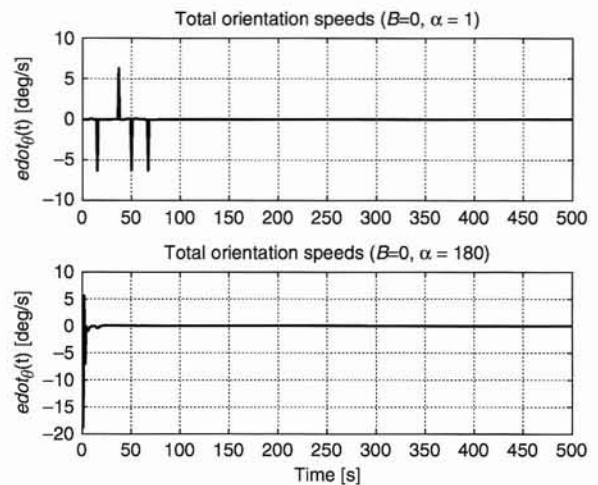 Total orientation speeds (B=0, α = 1)
edotθ(t) [deg/s]
10
5
0
−5
−10
0 50 100 150 200 250 300 350 400 450 500
Total orientation speeds (B=0, α = 180)
edotθ(t) [deg/s]
10
5
0
−5
−10
−15
−20
0 50 100 150 200 250 300 350 400 450 500
Time [s]